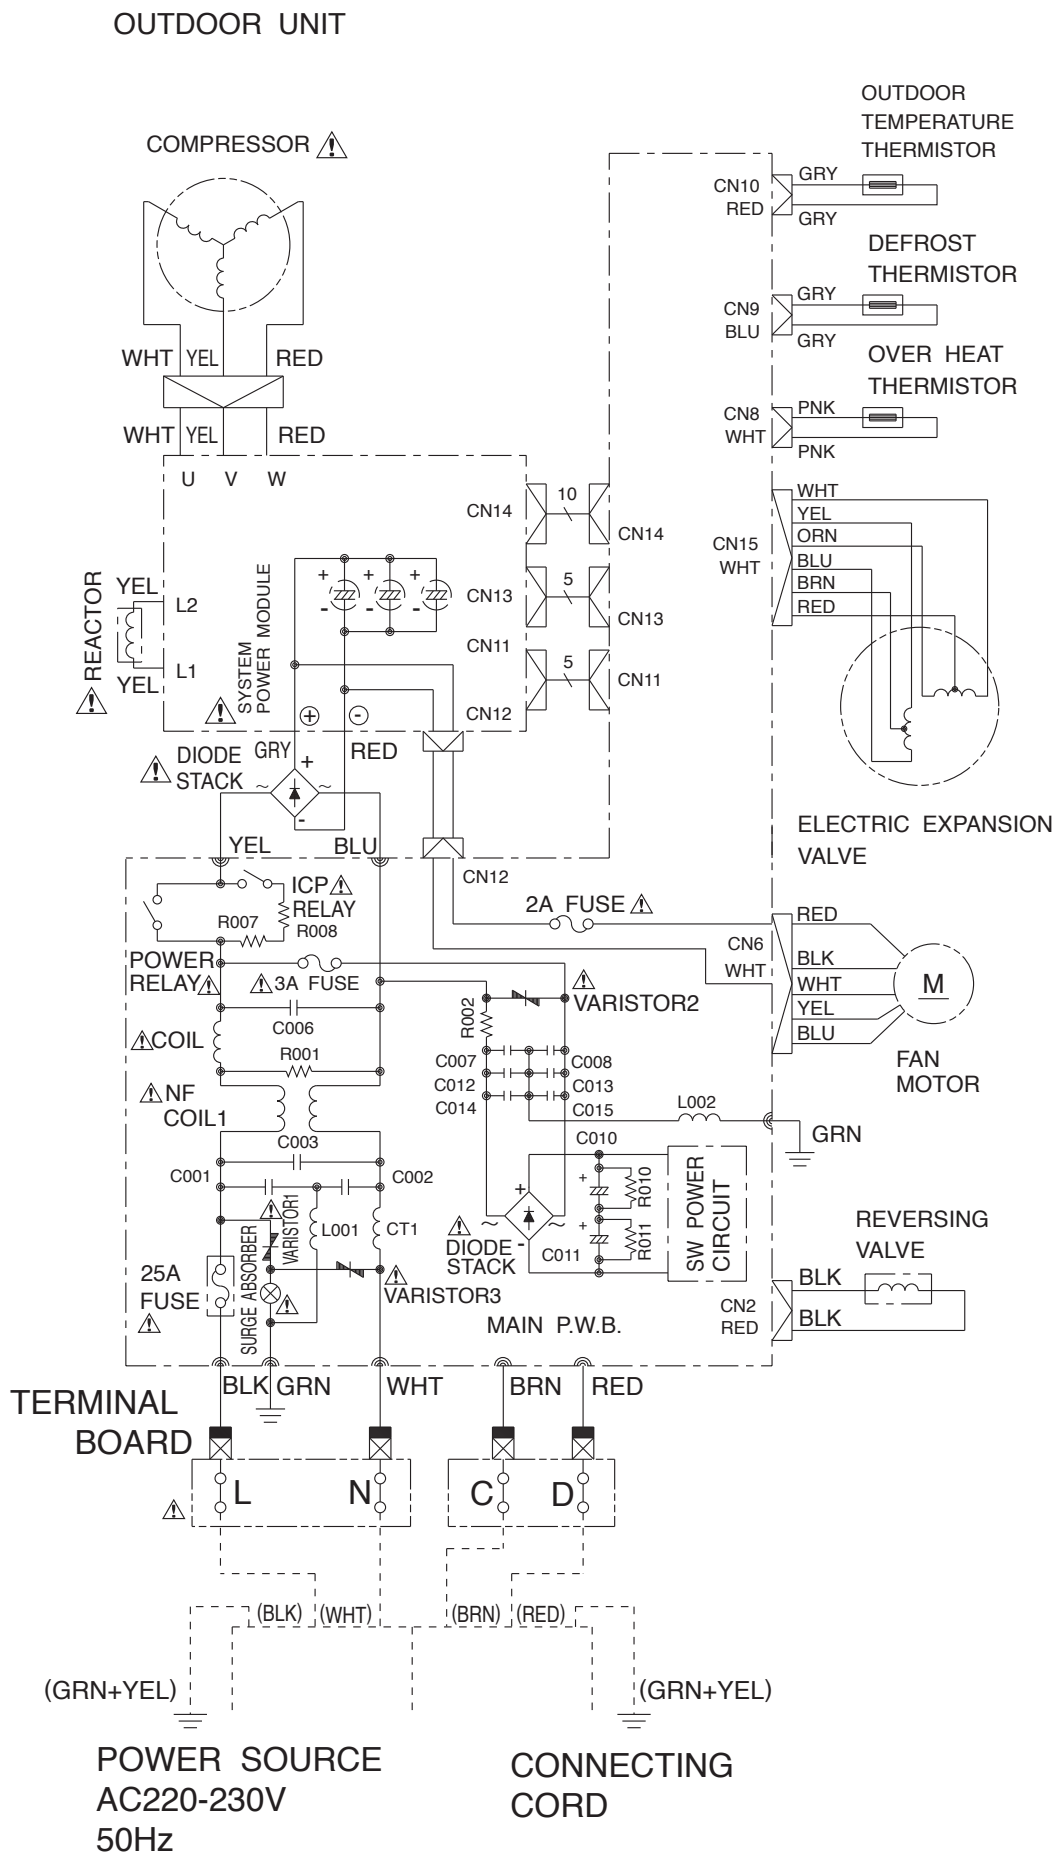 OUTDOOR UNIT
OUTDOOR
TEMPERATURE
THERMISTOR
COMPRESSOR
CN10
RED
GRY
GRY
DEFROST
THERMISTOR
CN9
BLU
GRY
GRY
OVER HEAT
THERMISTOR
CN8
WHT
PNK
PNK
WHT YEL RED
WHT YEL RED
U V W
CN14
10
CN14
CN13
5
CN13
CN11
5
CN11
CN12
CN15
WHT
WHT
YEL
ORN
BLU
BRN
RED
REACTOR
YEL
L2
L1
YEL
SYSTEM
POWER MODULE
+ + +
- - -
+ -
DIODE
STACK
GRY
RED
+
~ ~
-
ELECTRIC EXPANSION
VALVE
YEL
BLU
CN12
ICP
RELAY
R007
R008
2A FUSE
POWER
RELAY
3A FUSE
CN6
WHT
RED
BLK
WHT
YEL
BLU
M
FAN
MOTOR
C006
COIL
R001
NF
COIL1
R002
VARISTOR2
C007
C008
C012
C013
C014
C015
L002
GRN
C003
C001
C002
C010
+
R010
+
R011
C011
SW POWER
CIRCUIT
VARISTOR1
L001
CT1
SURGE ABSORBER
25A
FUSE
VARISTOR3
DIODE
STACK
+
~ ~
-
MAIN P.W.B.
REVERSING
VALVE
CN2
RED
BLK
BLK
BLK GRN WHT BRN RED
TERMINAL
BOARD
L N C D
(BLK) (WHT) (BRN) (RED)
(GRN+YEL) (GRN+YEL)
POWER SOURCE
AC220-230V
50Hz
CONNECTING
CORD